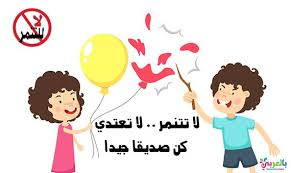 لا
للتنمر
لا تتنمر .. لا تعتدي
كن صديقا جيدا
بالعربي